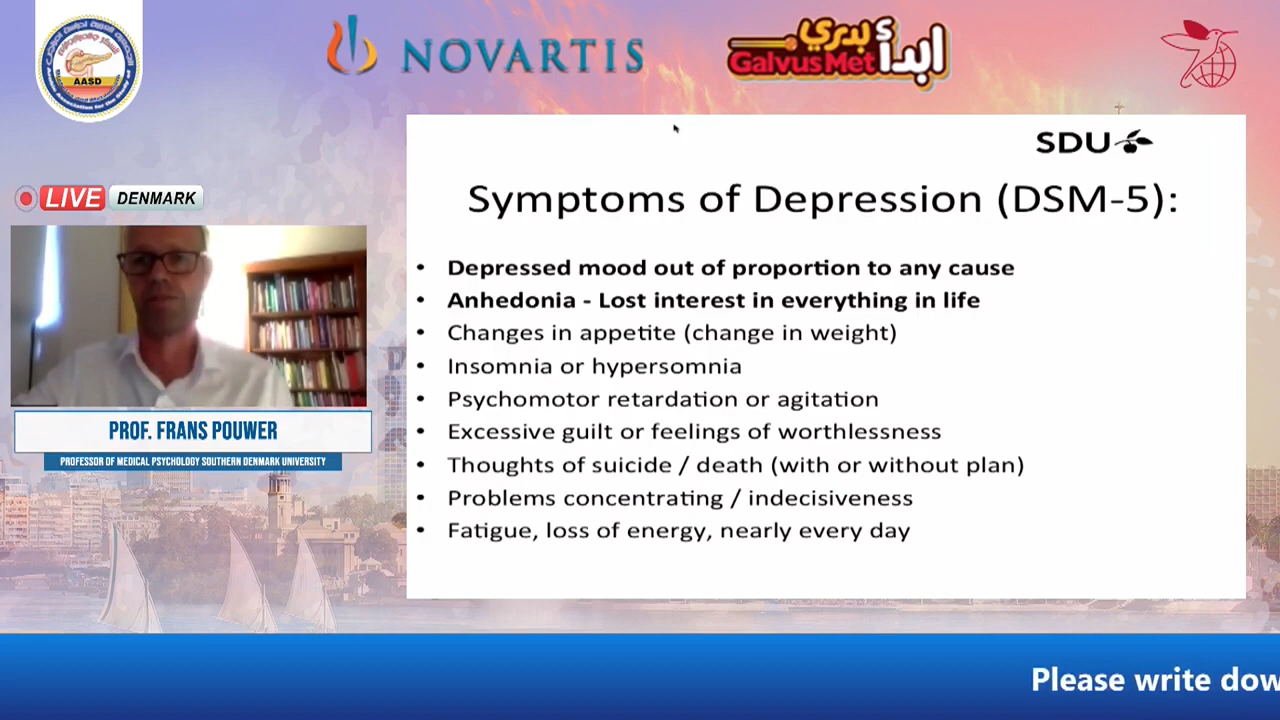 AASD
NOVARTIS
ابدأ بدري
GalvusMet
SDU
Symptoms of Depression (DSM-5):
• Depressed mood out of proportion to any cause
• Anhedonia - Lost interest in everything in life
• Changes in appetite (change in weight)
• Insomnia or hypersomnia
• Psychomotor retardation or agitation
• Excessive guilt or feelings of worthlessness
• Thoughts of suicide / death (with or without plan)
• Problems concentrating / indecisiveness
• Fatigue, loss of energy, nearly every day
LIVE DENMARK
PROF. FRANS POUWER
PROFESSOR OF MEDICAL PSYCHOLOGY SOUTHERN DENMARK UNIVERSITY
Please write dow